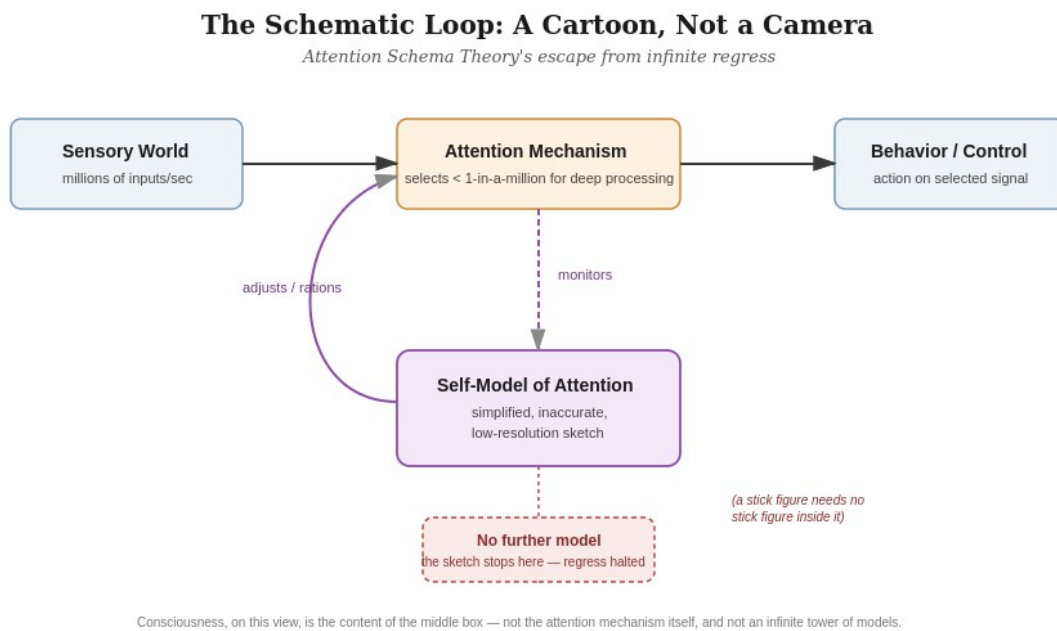 The Schematic Loop: A Cartoon, Not a Camera
Attention Schema Theory's escape from infinite regress
Sensory World
millions of inputs/sec
Attention Mechanism
selects < 1-in-a-million for deep processing
Behavior / Control
action on selected signal
adjusts / rations
monitors
Self-Model of Attention
simplified, inaccurate,
low-resolution sketch
(a stick figure needs no
stick figure inside it)
No further model
the sketch stops here — regress halted
Consciousness, on this view, is the content of the middle box — not the attention mechanism itself, and not an infinite tower of models.